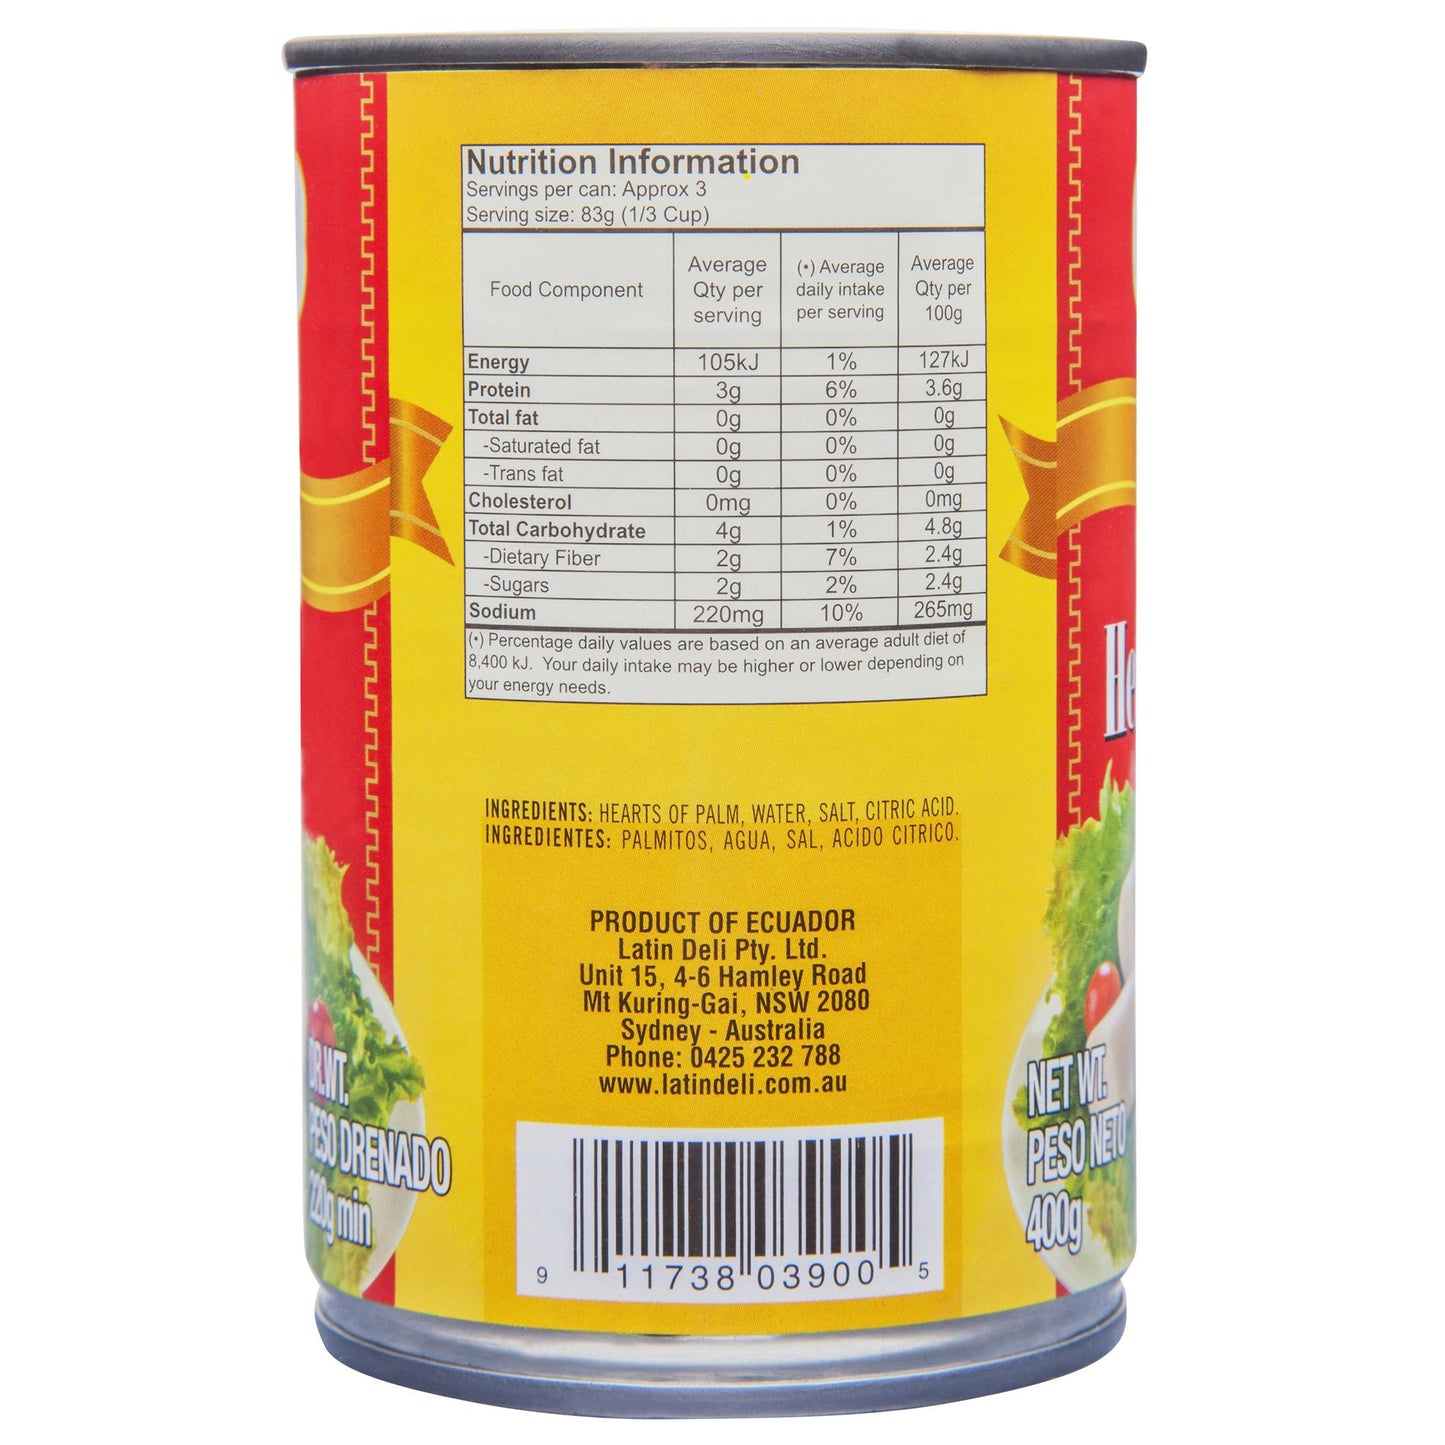 Nutrition Information
Servings per can: Approx 3
Serving size: 83g (1/3 Cup)
Food Component
Average
Qty per
serving
(•) Average
daily intake
per serving
Average
Qty per
100g
Energy 105kJ 1% 127kJ
Protein 3g 6% 3.6g
Total fat 0g 0% 0g
-Saturated fat 0g 0% 0g
-Trans fat 0g 0% 0g
Cholesterol 0mg 0% 0mg
Total Carbohydrate 4g 1% 4.8g
-Dietary Fiber 2g 7% 2.4g
-Sugars 2g 2% 2.4g
Sodium 220mg 10% 265mg
(•) Percentage daily values are based on an average adult diet of
8,400 kJ. Your daily intake may be higher or lower depending on
your energy needs.
INGREDIENTS: HEARTS OF PALM, WATER, SALT, CITRIC ACID.
INGREDIENTES: PALMITOS, AGUA, SAL, ACIDO CITRICO.
PRODUCT OF ECUADOR
Latin Deli Pty. Ltd.
Unit 15, 4-6 Hamley Road
Mt Kuring-Gai, NSW 2080
Sydney - Australia
Phone: 0425 232 788
www.latindeli.com.au
9 11738 03900 5
DR.WT.
PESO DRENADO
220g min
He
NET WT.
PESO NETO
400g